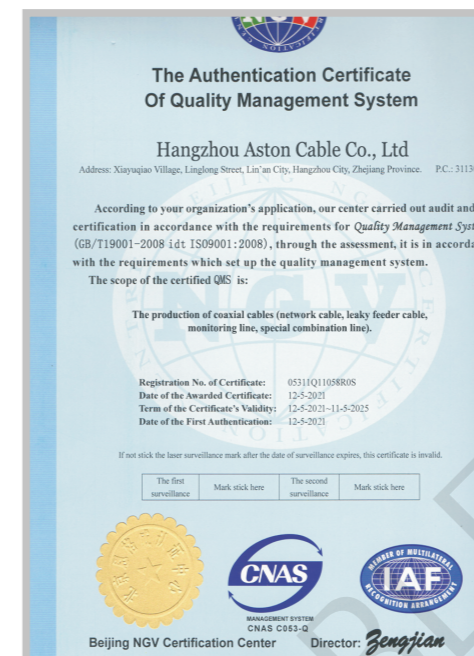 NGV
The Authentication Certificate
Of Quality Management System
Hangzhou Aston Cable Co., Ltd
Address: Xiayuqiao Village, Linglong Street, Lin'an City, Hangzhou City, Zhejiang Province. P.C.: 3113
According to your organization's application, our center carried out audit and
certification in accordance with the requirements for Quality Management Syst
(GB/T19001-2008 idt ISO9001:2008), through the assessment, it is in accorda
with the requirements which set up the quality management system.
The scope of the certified QMS is:
The production of coaxial cables (network cable, leaky feeder cable,
monitoring line, special combination line).
Registration No. of Certificate: 05311Q11058R0S
Date of the Awarded Certificate: 12-5-2021
Term of the Certificate's Validity: 12-5-2021~11-5-2025
Date of the First Authentication: 12-5-2021
If not stick the laser surveillance mark after the date of surveillance expires, this certificate is invalid.
The first surveillance Mark stick here The second surveillance Mark stick here
CNAS
MANAGEMENT SYSTEM
CNAS C053-Q
MEMBER OF MULTILATERAL
IAF
RECOGNITION ARRANGEMENT
Beijing NGV Certification Center Director: Zengjian